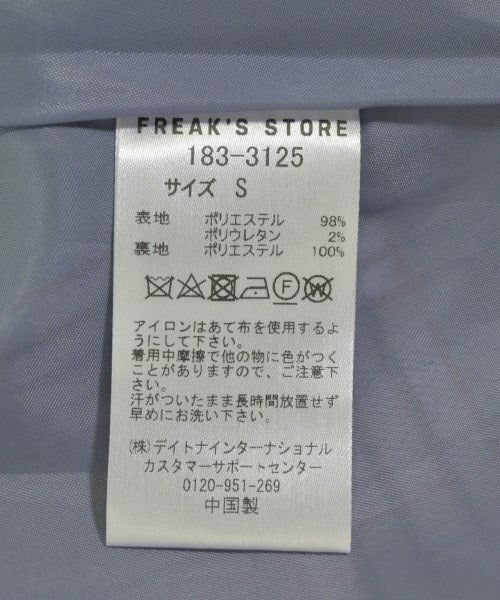 FREAK'S STORE
183-3125
サイズ S
表地 ポリエステル 98%
ポリウレタン 2%
裏地 ポリエステル 100%
F W
アイロンはあて布を使用するよ
うにして下さい。
着用中摩擦で他の物に色がつく
ことがありますので、ご注意下
さい。
汗がついたまま長時間放置せず
早めにお洗い下さい。
(株)デイトナインターナショナル
カスタマーサポートセンター
0120-951-269
中国製